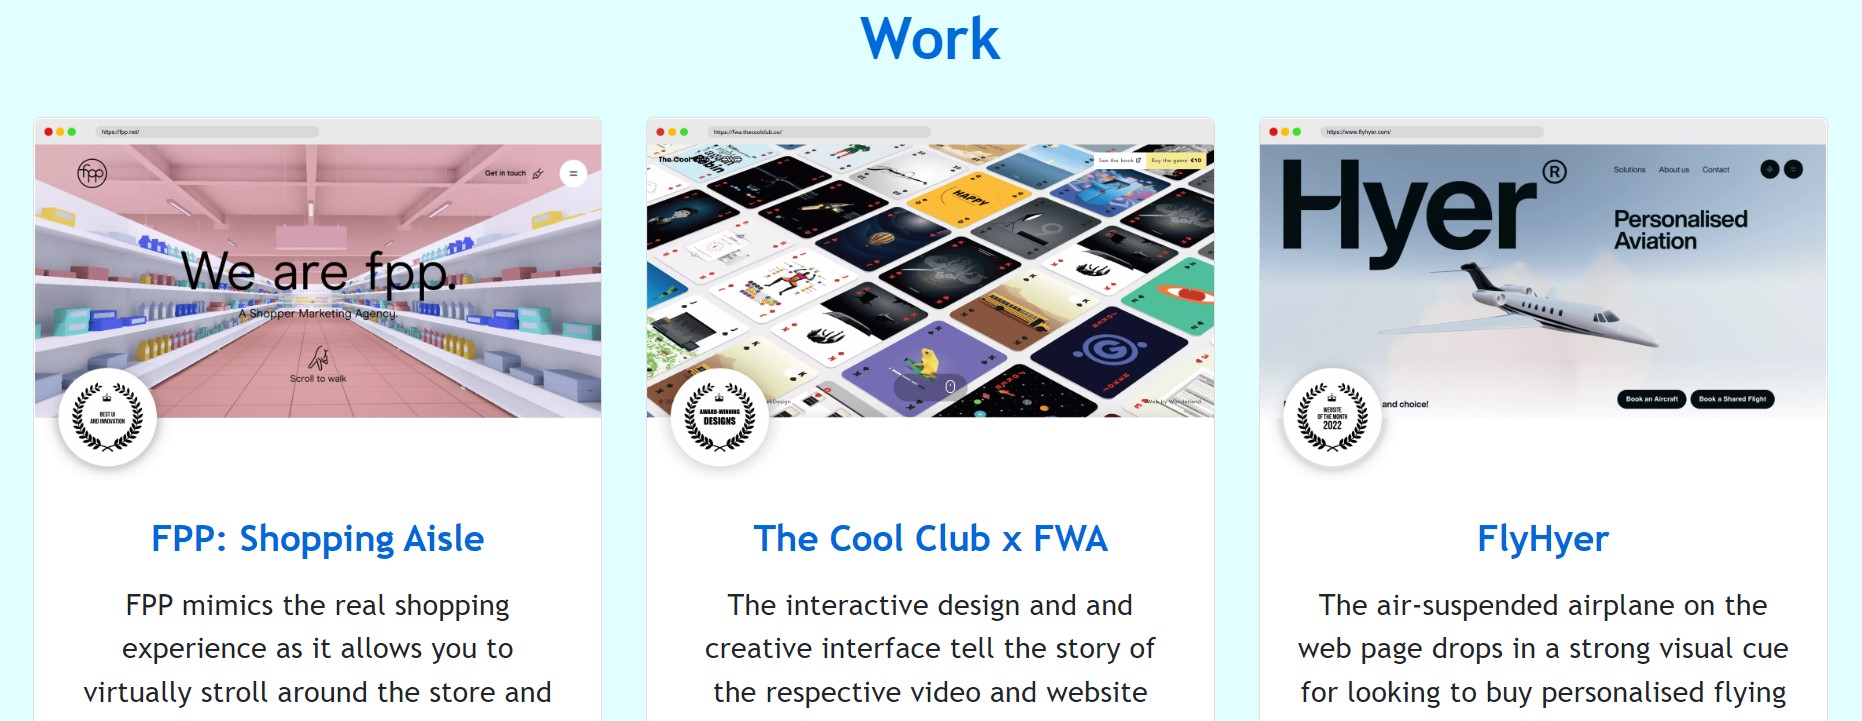 Work
https://fpp.net/
fpp
Get in touch
We are fpp.
A Shopper Marketing Agency.
Scroll to walk
BEST UI
AND INNOVATION
FPP: Shopping Aisle
FPP mimics the real shopping
experience as it allows you to
virtually stroll around the store and
https://fwa.thecoolclub.co/
The Cool
See the book
Buy the game €10
HAPPY
JOKER
Web by Wonderland
AWARD-WINNING
DESIGNS
The Cool Club x FWA
The interactive design and and
creative interface tell the story of
the respective video and website
https://www.flyhyer.com/
Hyer®
Solutions About us Contact
Personalised
Aviation
and choice!
Book an Aircraft Book a Shared Flight
WEBSITE
OF THE MONTH
2022
FlyHyer
The air-suspended airplane on the
web page drops in a strong visual cue
for looking to buy personalised flying